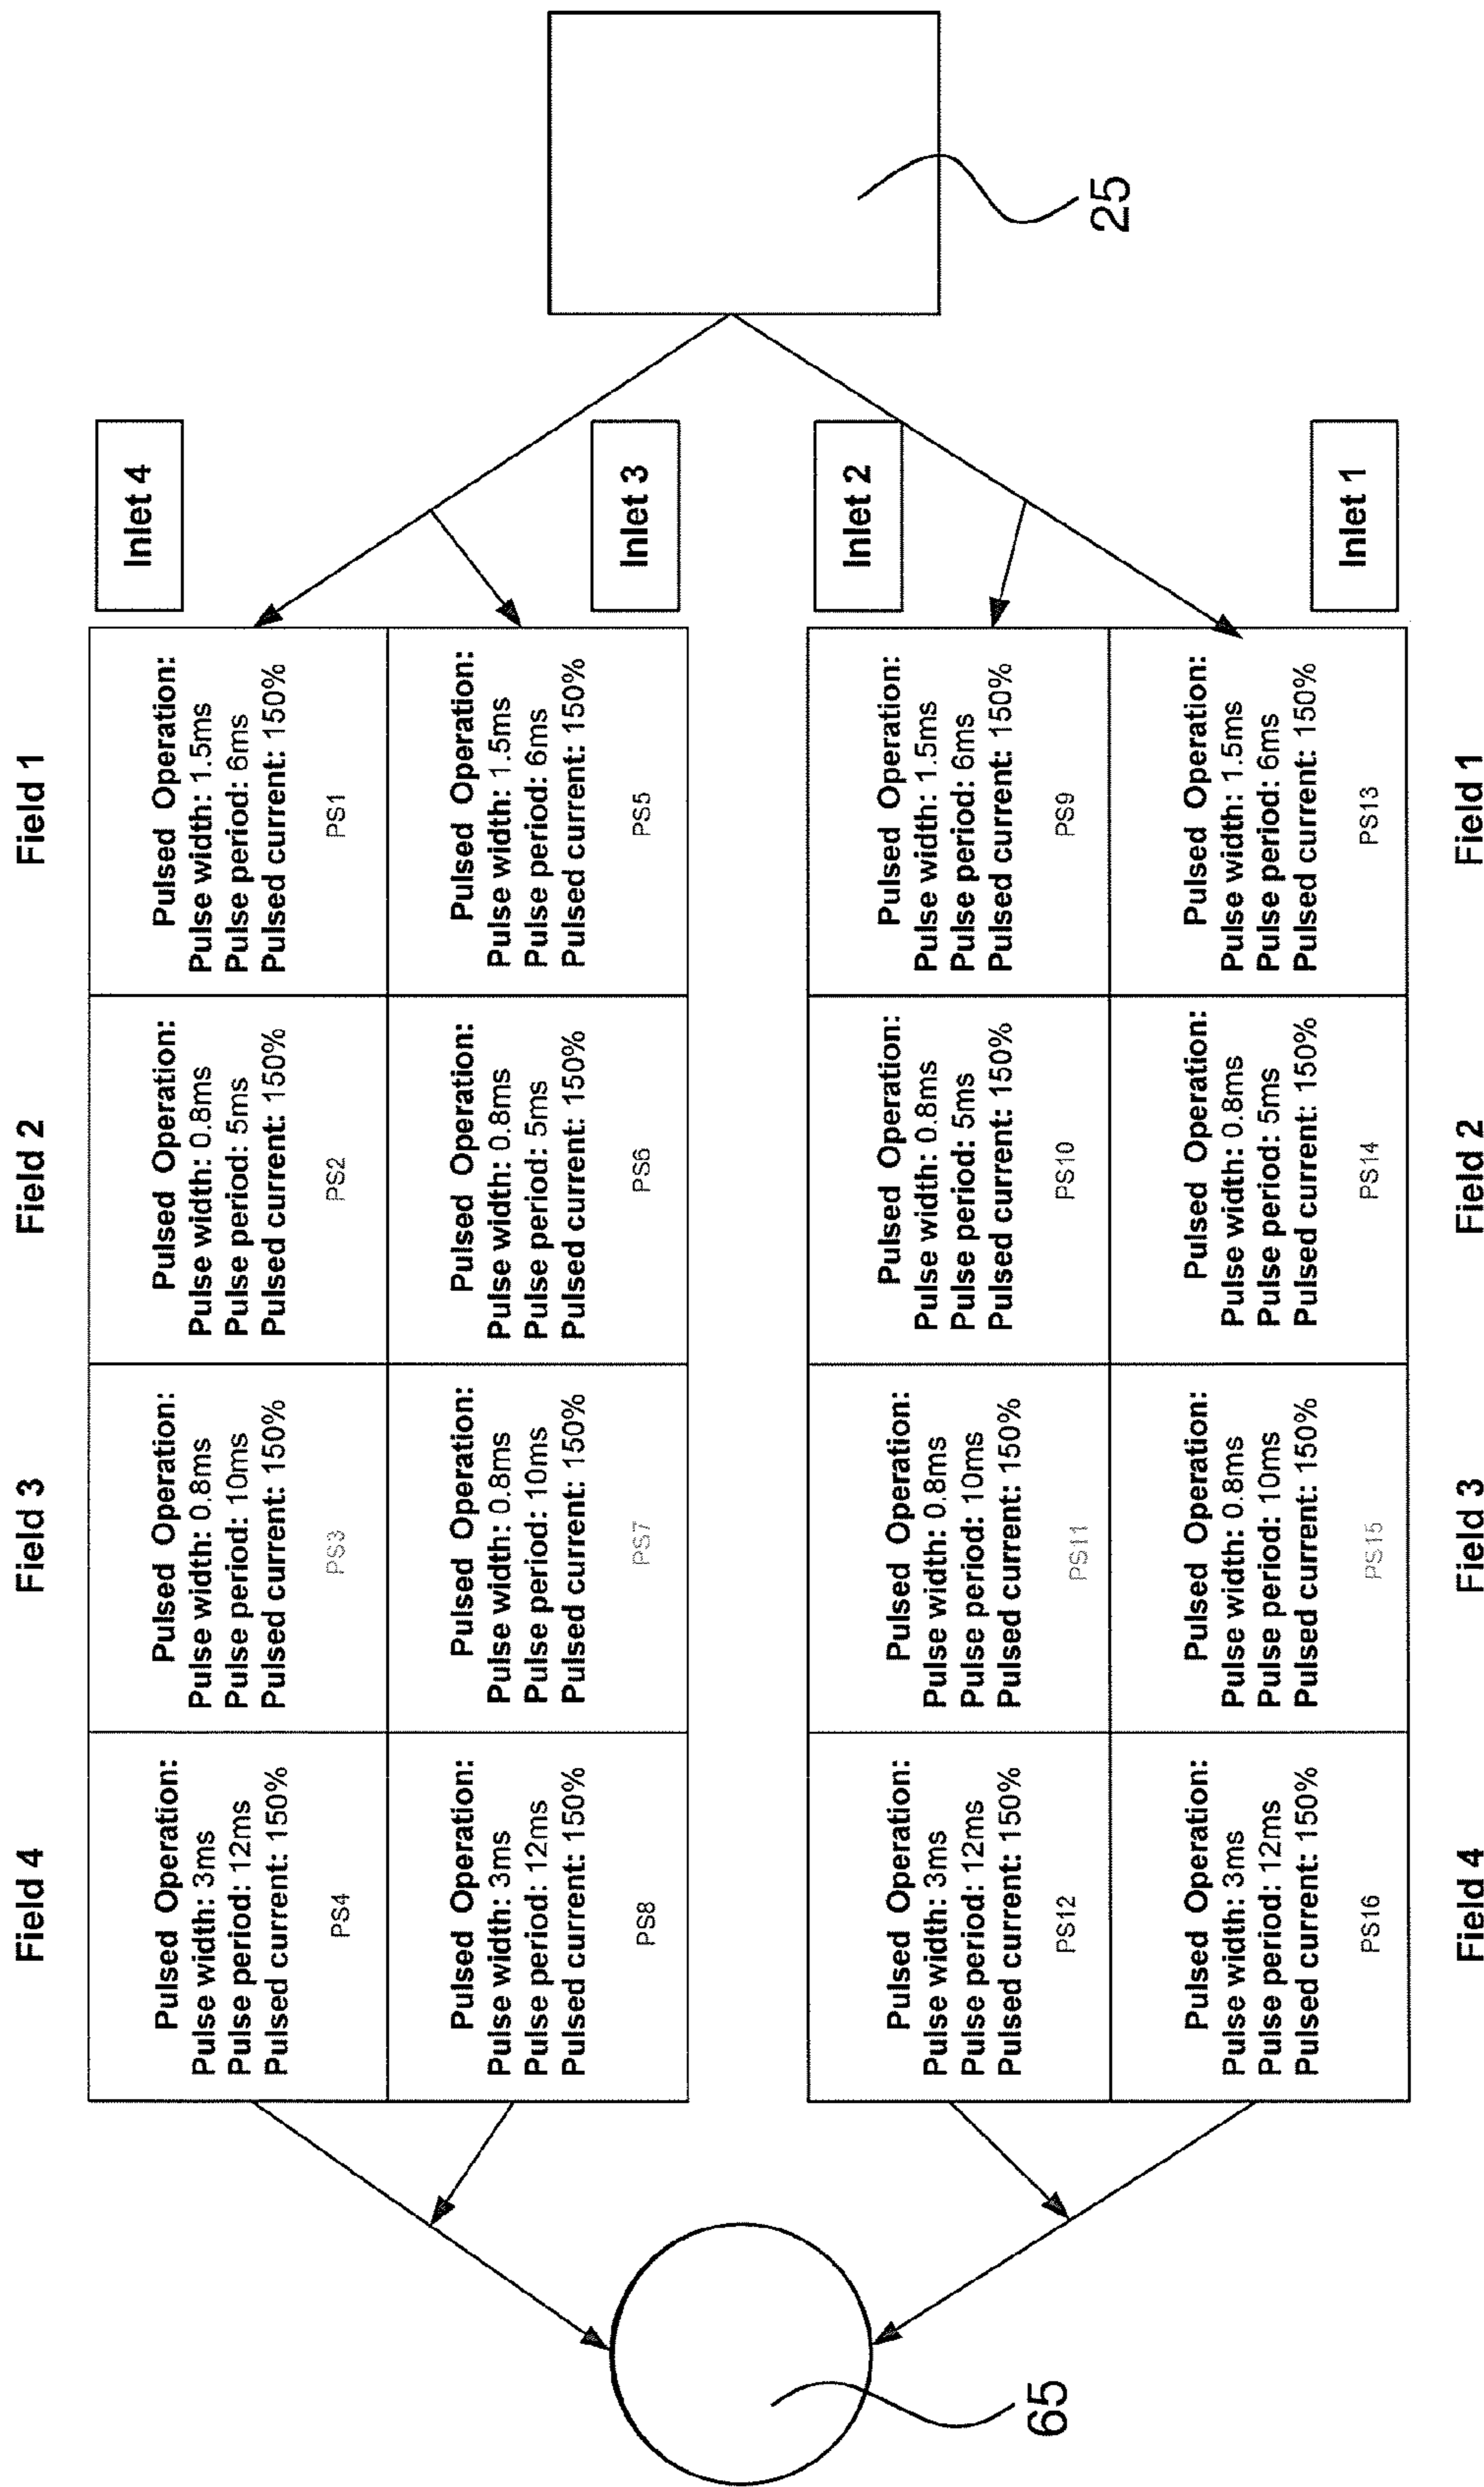 Field 4
Field 3
Field 2
Field 1
Pulsed Operation:
Pulse width: 3ms
Pulse period: 12ms
Pulsed current: 150%
PS4
Pulsed Operation:
Pulse width: 0.8ms
Pulse period: 10ms
Pulsed current: 150%
PS3
Pulsed Operation:
Pulse width: 0.8ms
Pulse period: 5ms
Pulsed current: 150%
PS2
Pulsed Operation:
Pulse width: 1.5ms
Pulse period: 6ms
Pulsed current: 150%
PS1
Inlet 4
Pulsed Operation:
Pulse width: 3ms
Pulse period: 12ms
Pulsed current: 150%
PS8
Pulsed Operation:
Pulse width: 0.8ms
Pulse period: 10ms
Pulsed current: 150%
PS7
Pulsed Operation:
Pulse width: 0.8ms
Pulse period: 5ms
Pulsed current: 150%
PS6
Pulsed Operation:
Pulse width: 1.5ms
Pulse period: 6ms
Pulsed current: 150%
PS5
Inlet 3
Pulsed Operation:
Pulse width: 3ms
Pulse period: 12ms
Pulsed current: 150%
PS12
Pulsed Operation:
Pulse width: 0.8ms
Pulse period: 10ms
Pulsed current: 150%
PS11
Pulsed Operation:
Pulse width: 0.8ms
Pulse period: 5ms
Pulsed current: 150%
PS10
Pulsed Operation:
Pulse width: 1.5ms
Pulse period: 6ms
Pulsed current: 150%
PS9
Inlet 2
65
25
Pulsed Operation:
Pulse width: 3ms
Pulse period: 12ms
Pulsed current: 150%
PS16
Pulsed Operation:
Pulse width: 0.8ms
Pulse period: 10ms
Pulsed current: 150%
PS15
Pulsed Operation:
Pulse width: 0.8ms
Pulse period: 5ms
Pulsed current: 150%
PS14
Pulsed Operation:
Pulse width: 1.5ms
Pulse period: 6ms
Pulsed current: 150%
PS13
Inlet 1
Field 4
Field 3
Field 2
Field 1